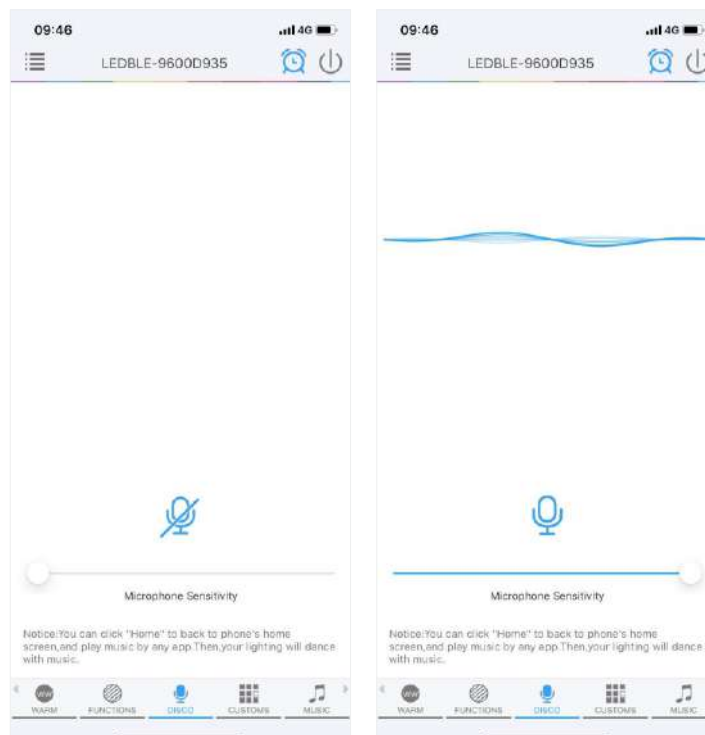 09:46
4G
LEDBLE-9600D935
Microphone Sensitivity
Notice:You can click "Home" to back to phone's home
screen,and play music by any app.Then,your lighting will dance
with music.
WW
WARM
FUNCTIONS
DISCO
CUSTOMS
MUSIC
09:46
4G
LEDBLE-9600D935
Microphone Sensitivity
Notice:You can click "Home" to back to phone's home
screen,and play music by any app.Then,your lighting will dance
with music.
WW
WARM
FUNCTIONS
DISCO
CUSTOMS
MUSIC